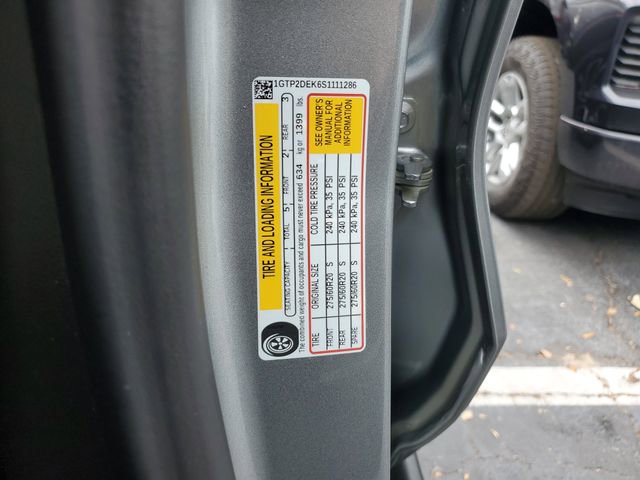 1GTP2DEK6S1111286
TIRE AND LOADING INFORMATION
SEATING CAPACITY | TOTAL 5 | FRONT 2 | REAR 3
The combined weight of occupants and cargo must never exceed 634 kg or 1399 lbs.
TIRE ORIGINAL SIZE COLD TIRE PRESSURE
FRONT 275/60R20 S 240 kPa, 35 PSI
REAR 275/60R20 S 240 kPa, 35 PSI
SPARE 275/60R20 S 240 kPa, 35 PSI
SEE OWNER'S
MANUAL FOR
ADDITIONAL
INFORMATION